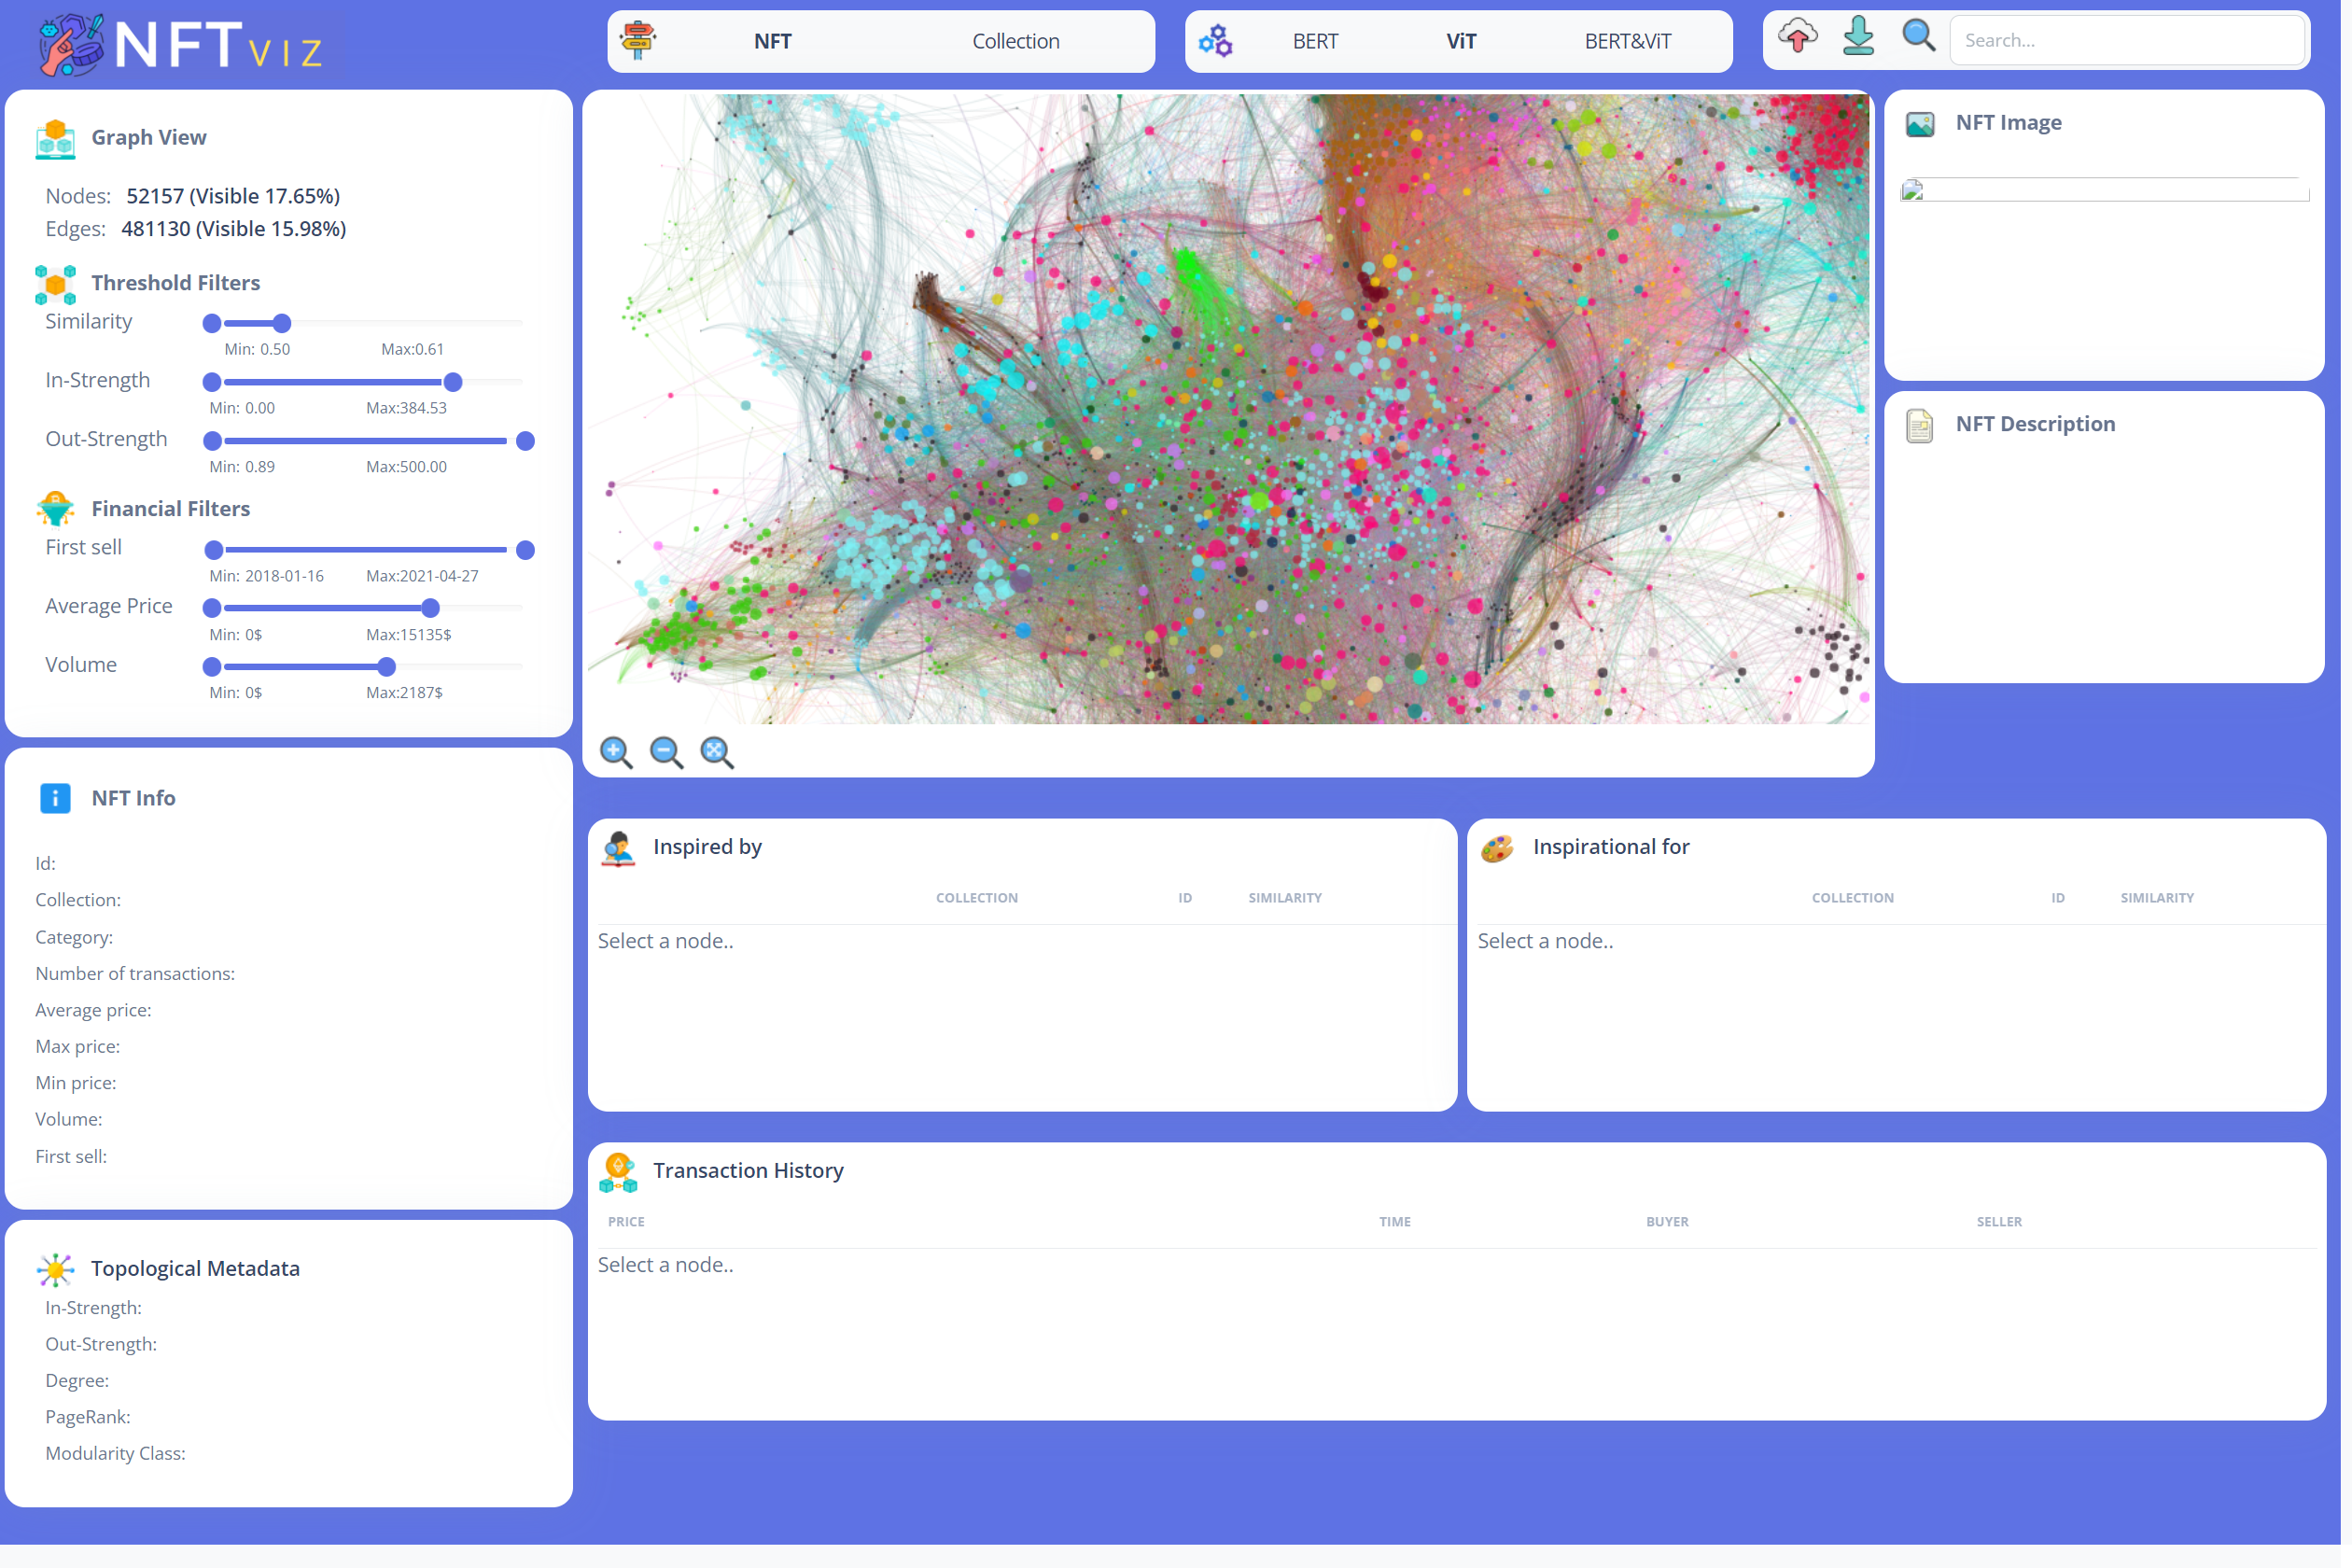 NFTVIZ
NFT Collection
BERT ViT BERT&ViT
Search...
Graph View
Nodes: 52157 (Visible 17.65%)
Edges: 481130 (Visible 15.98%)
Threshold Filters
Similarity
Min: 0.50 Max:0.61
In-Strength
Min: 0.00 Max:384.53
Out-Strength
Min: 0.89 Max:500.00
Financial Filters
First sell
Min: 2018-01-16 Max:2021-04-27
Average Price
Min: 0$ Max:15135$
Volume
Min: 0$ Max:2187$
NFT Image
NFT Description
NFT Info
Id:
Collection:
Category:
Number of transactions:
Average price:
Max price:
Min price:
Volume:
First sell:
Topological Metadata
In-Strength:
Out-Strength:
Degree:
PageRank:
Modularity Class:
Inspired by
COLLECTION ID SIMILARITY
Select a node..
Inspirational for
COLLECTION ID SIMILARITY
Select a node..
Transaction History
PRICE TIME BUYER SELLER
Select a node..